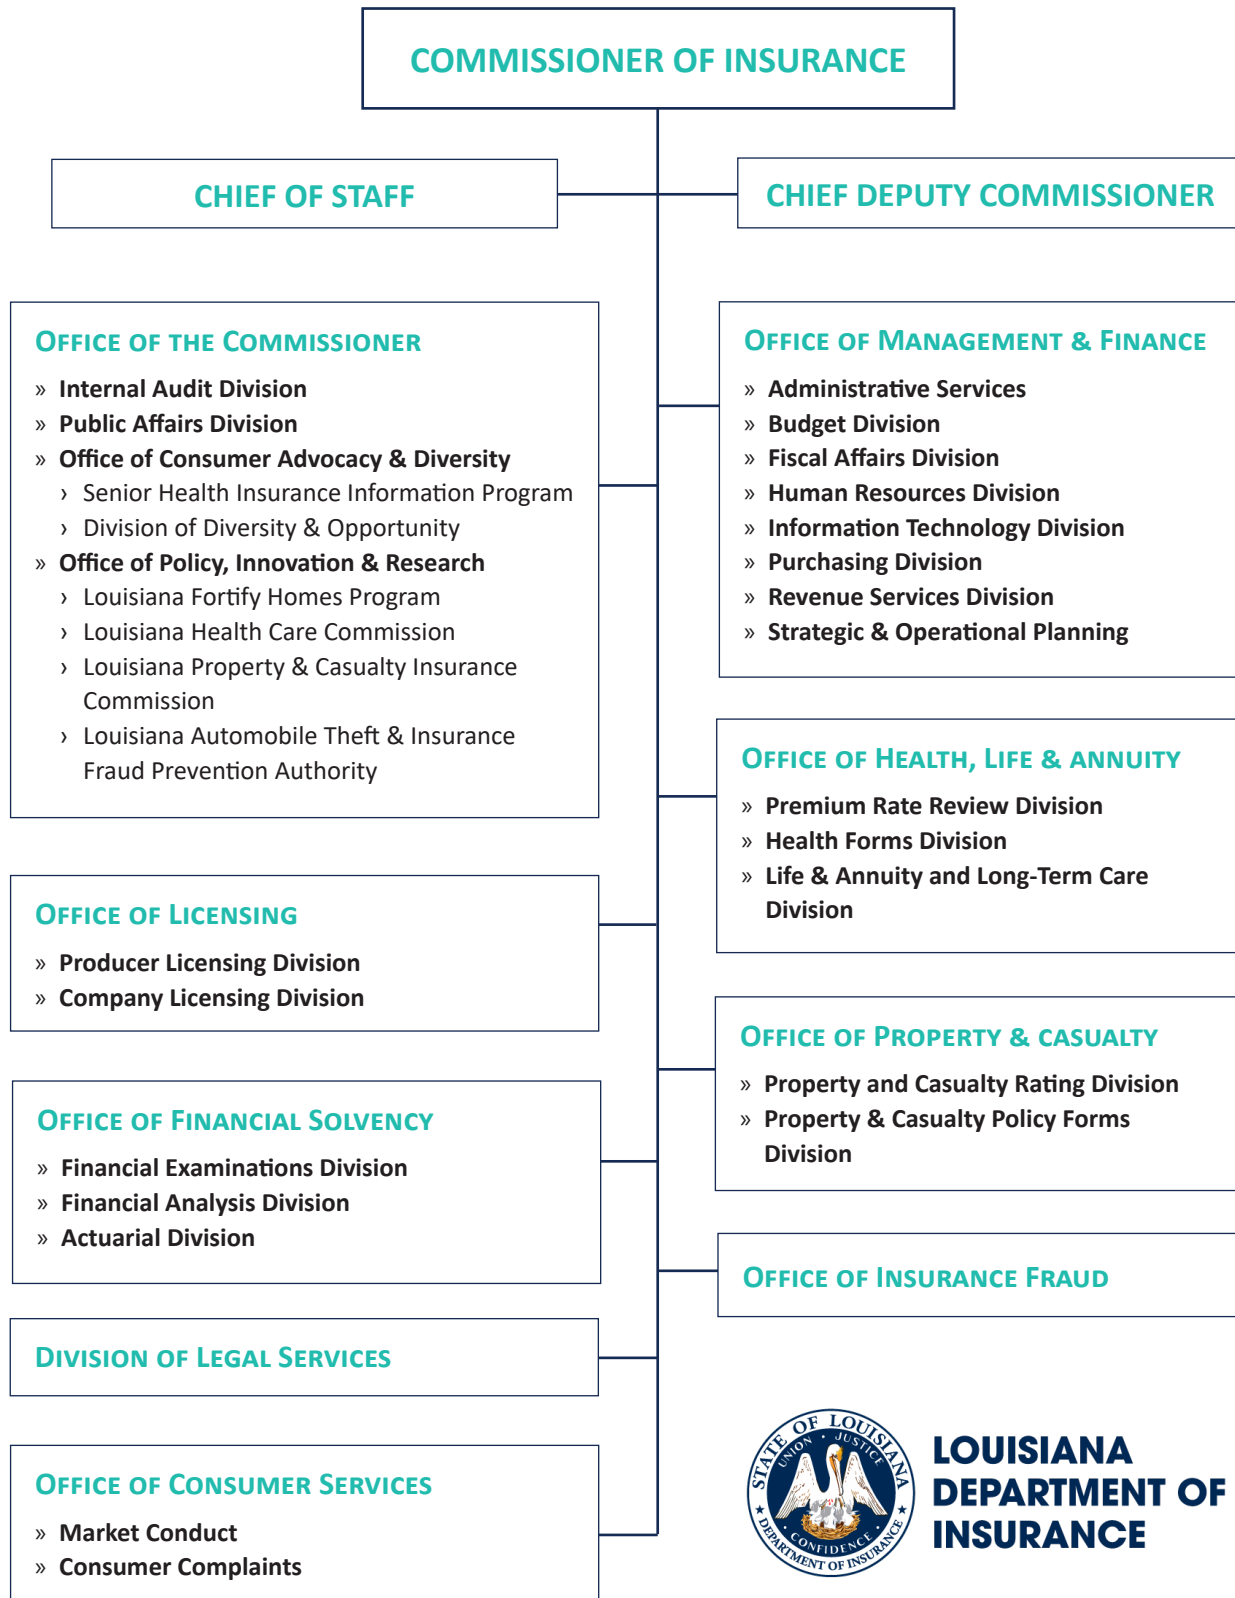 COMMISSIONER OF INSURANCE
CHIEF OF STAFF
CHIEF DEPUTY COMMISSIONER
OFFICE OF THE COMMISSIONER
» Internal Audit Division
» Public Affairs Division
» Office of Consumer Advocacy & Diversity
› Senior Health Insurance Information Program
› Division of Diversity & Opportunity
» Office of Policy, Innovation & Research
› Louisiana Fortify Homes Program
› Louisiana Health Care Commission
› Louisiana Property & Casualty Insurance
Commission
› Louisiana Automobile Theft & Insurance
Fraud Prevention Authority
OFFICE OF LICENSING
» Producer Licensing Division
» Company Licensing Division
OFFICE OF FINANCIAL SOLVENCY
» Financial Examinations Division
» Financial Analysis Division
» Actuarial Division
DIVISION OF LEGAL SERVICES
OFFICE OF CONSUMER SERVICES
» Market Conduct
» Consumer Complaints
OFFICE OF MANAGEMENT & FINANCE
» Administrative Services
» Budget Division
» Fiscal Affairs Division
» Human Resources Division
» Information Technology Division
» Purchasing Division
» Revenue Services Division
» Strategic & Operational Planning
OFFICE OF HEALTH, LIFE & ANNUITY
» Premium Rate Review Division
» Health Forms Division
» Life & Annuity and Long-Term Care
Division
OFFICE OF PROPERTY & CASUALTY
» Property and Casualty Rating Division
» Property & Casualty Policy Forms
Division
OFFICE OF INSURANCE FRAUD
STATE OF LOUISIANA
UNION · JUSTICE
· CONFIDENCE ·
DEPARTMENT OF INSURANCE
LOUISIANA
DEPARTMENT OF
INSURANCE